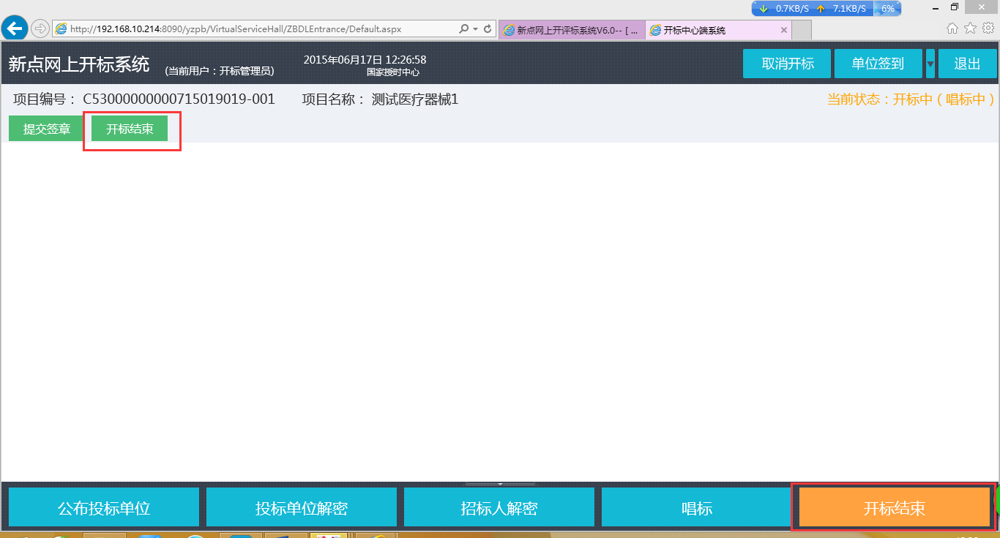 0.7KB/S 7.1KB/S 6%
http://192.168.10.214:8090/yzpb/VirtualServiceHall/ZBDLEntrance/Default.aspx
新点网上开评标系统V6.0-- [ ...
开标中心端系统
新点网上开标系统
(当前用户：开标管理员)
2015年06月17日 12:26:58
国家授时中心
取消开标
单位签到
退出
项目编号： C53000000000715019019-001
项目名称： 测试医疗器械1
当前状态：开标中（唱标中）
提交签章
开标结束
公布投标单位
投标单位解密
招标人解密
唱标
开标结束